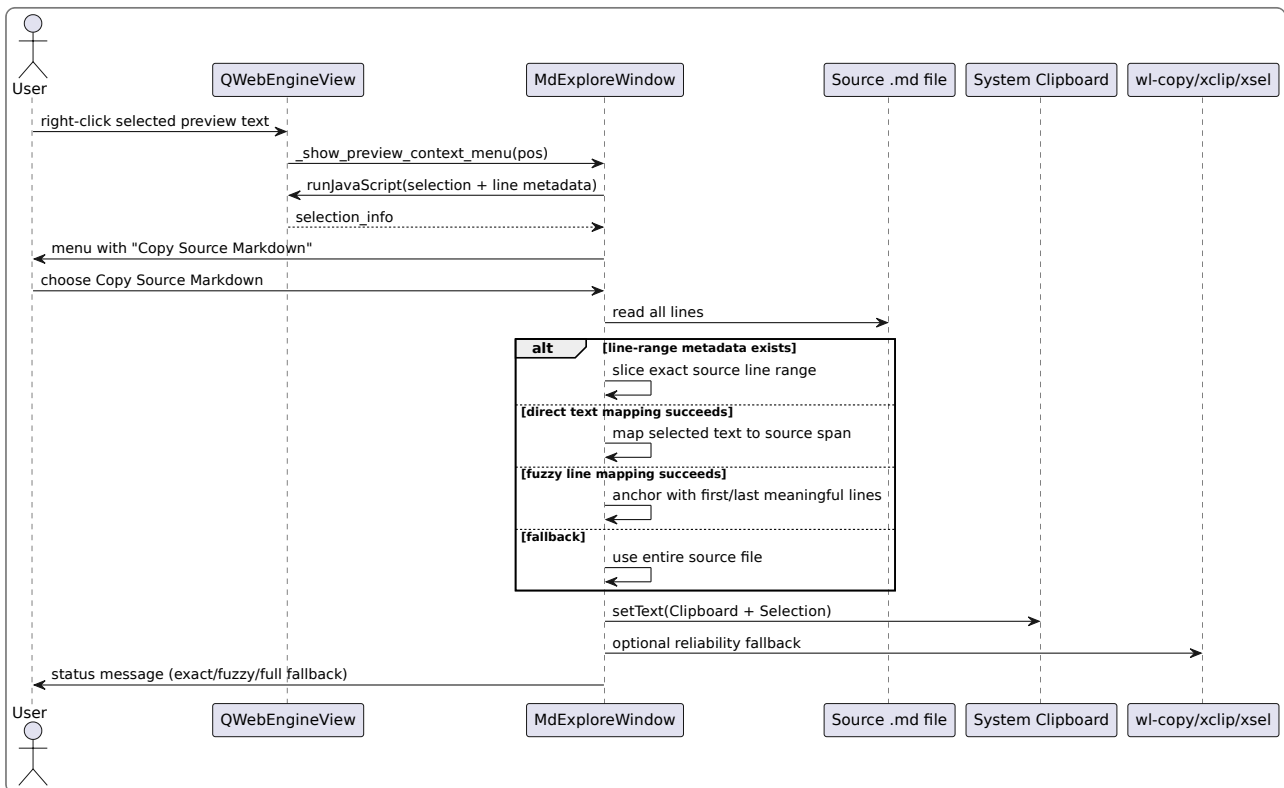 User
QWebEngineView
MdExploreWindow
Source .md file
System Clipboard
wl-copy/xclip/xsel
right-click selected preview text
_show_preview_context_menu(pos)
runJavaScript(selection + line metadata)
selection_info
menu with "Copy Source Markdown"
choose Copy Source Markdown
read all lines
alt [line-range metadata exists]
slice exact source line range
[direct text mapping succeeds]
map selected text to source span
[fuzzy line mapping succeeds]
anchor with first/last meaningful lines
[fallback]
use entire source file
setText(Clipboard + Selection)
optional reliability fallback
status message (exact/fuzzy/full fallback)
User
QWebEngineView
MdExploreWindow
Source .md file
System Clipboard
wl-copy/xclip/xsel